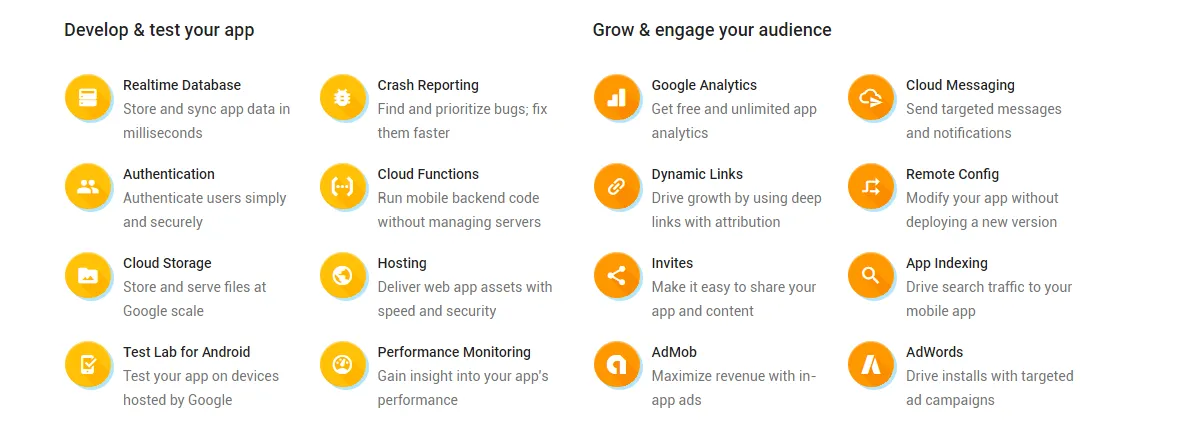 Develop & test your app
Realtime Database
Store and sync app data in
milliseconds
Crash Reporting
Find and prioritize bugs; fix
them faster
Authentication
Authenticate users simply
and securely
Cloud Functions
Run mobile backend code
without managing servers
Cloud Storage
Store and serve files at
Google scale
Hosting
Deliver web app assets with
speed and security
Test Lab for Android
Test your app on devices
hosted by Google
Performance Monitoring
Gain insight into your app's
performance
Grow & engage your audience
Google Analytics
Get free and unlimited app
analytics
Cloud Messaging
Send targeted messages
and notifications
Dynamic Links
Drive growth by using deep
links with attribution
Remote Config
Modify your app without
deploying a new version
Invites
Make it easy to share your
app and content
App Indexing
Drive search traffic to your
mobile app
AdMob
Maximize revenue with in-
app ads
AdWords
Drive installs with targeted
ad campaigns